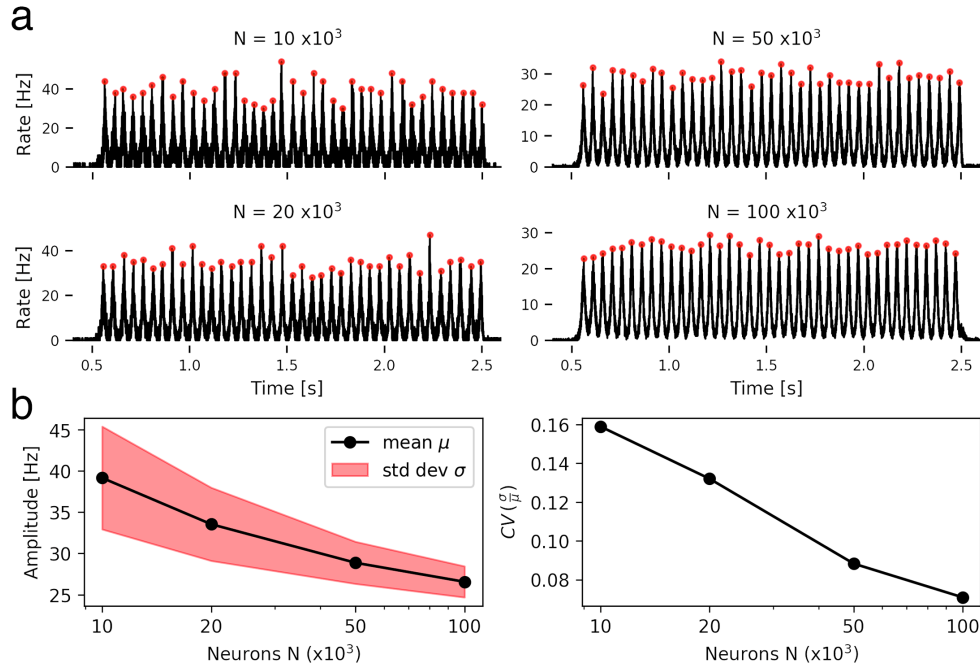 a
N = 10 x10³
N = 50 x10³
Rate [Hz]
40
20
0
30
20
10
0
N = 20 x10³
N = 100 x10³
Rate [Hz]
40
20
0
30
20
10
0
0.5 1.0 1.5 2.0 2.5
0.5 1.0 1.5 2.0 2.5
Time [s]
Time [s]
b
Amplitude [Hz]
45
40
35
30
25
mean μ
std dev σ
10 20 50 100
Neurons N (x10³)
CV(σ/μ)
0.16
0.14
0.12
0.10
0.08
10 20 50 100
Neurons N (x10³)